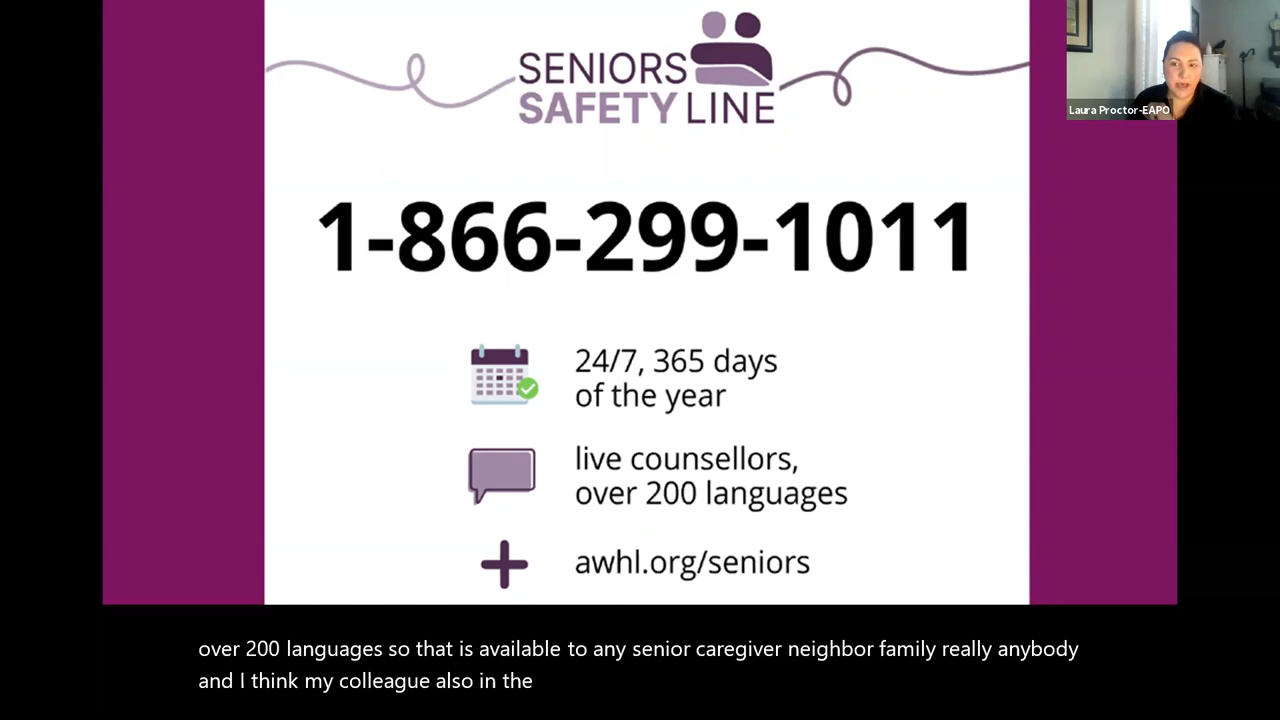 SENIORS
SAFETY LINE
Laura Proctor-EAPO
1-866-299-1011
24/7, 365 days
of the year
live counsellors,
over 200 languages
awhl.org/seniors
over 200 languages so that is available to any senior caregiver neighbor family really anybody
and I think my colleague also in the